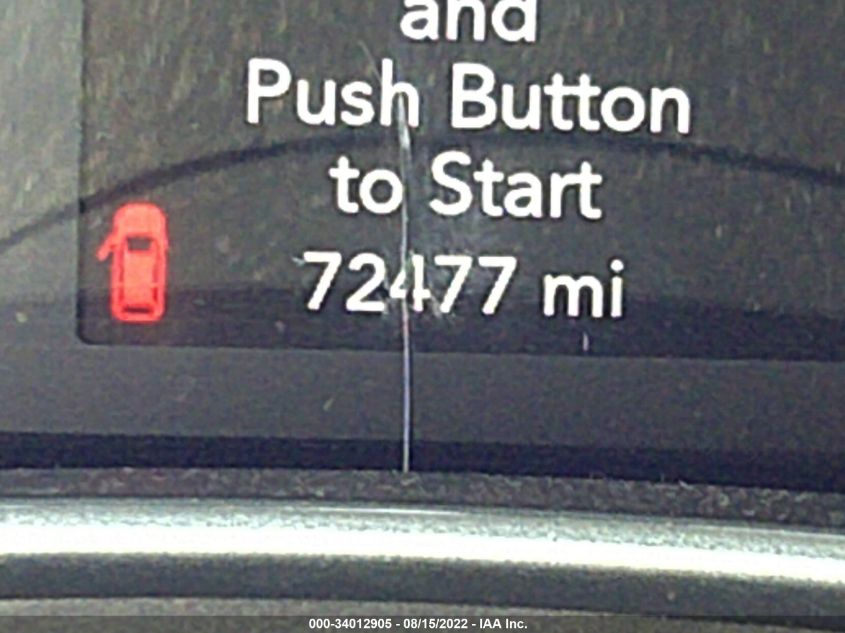 and
Push Button
to Start
72477 mi
000-34012905 - 08/15/2022 - IAA Inc.